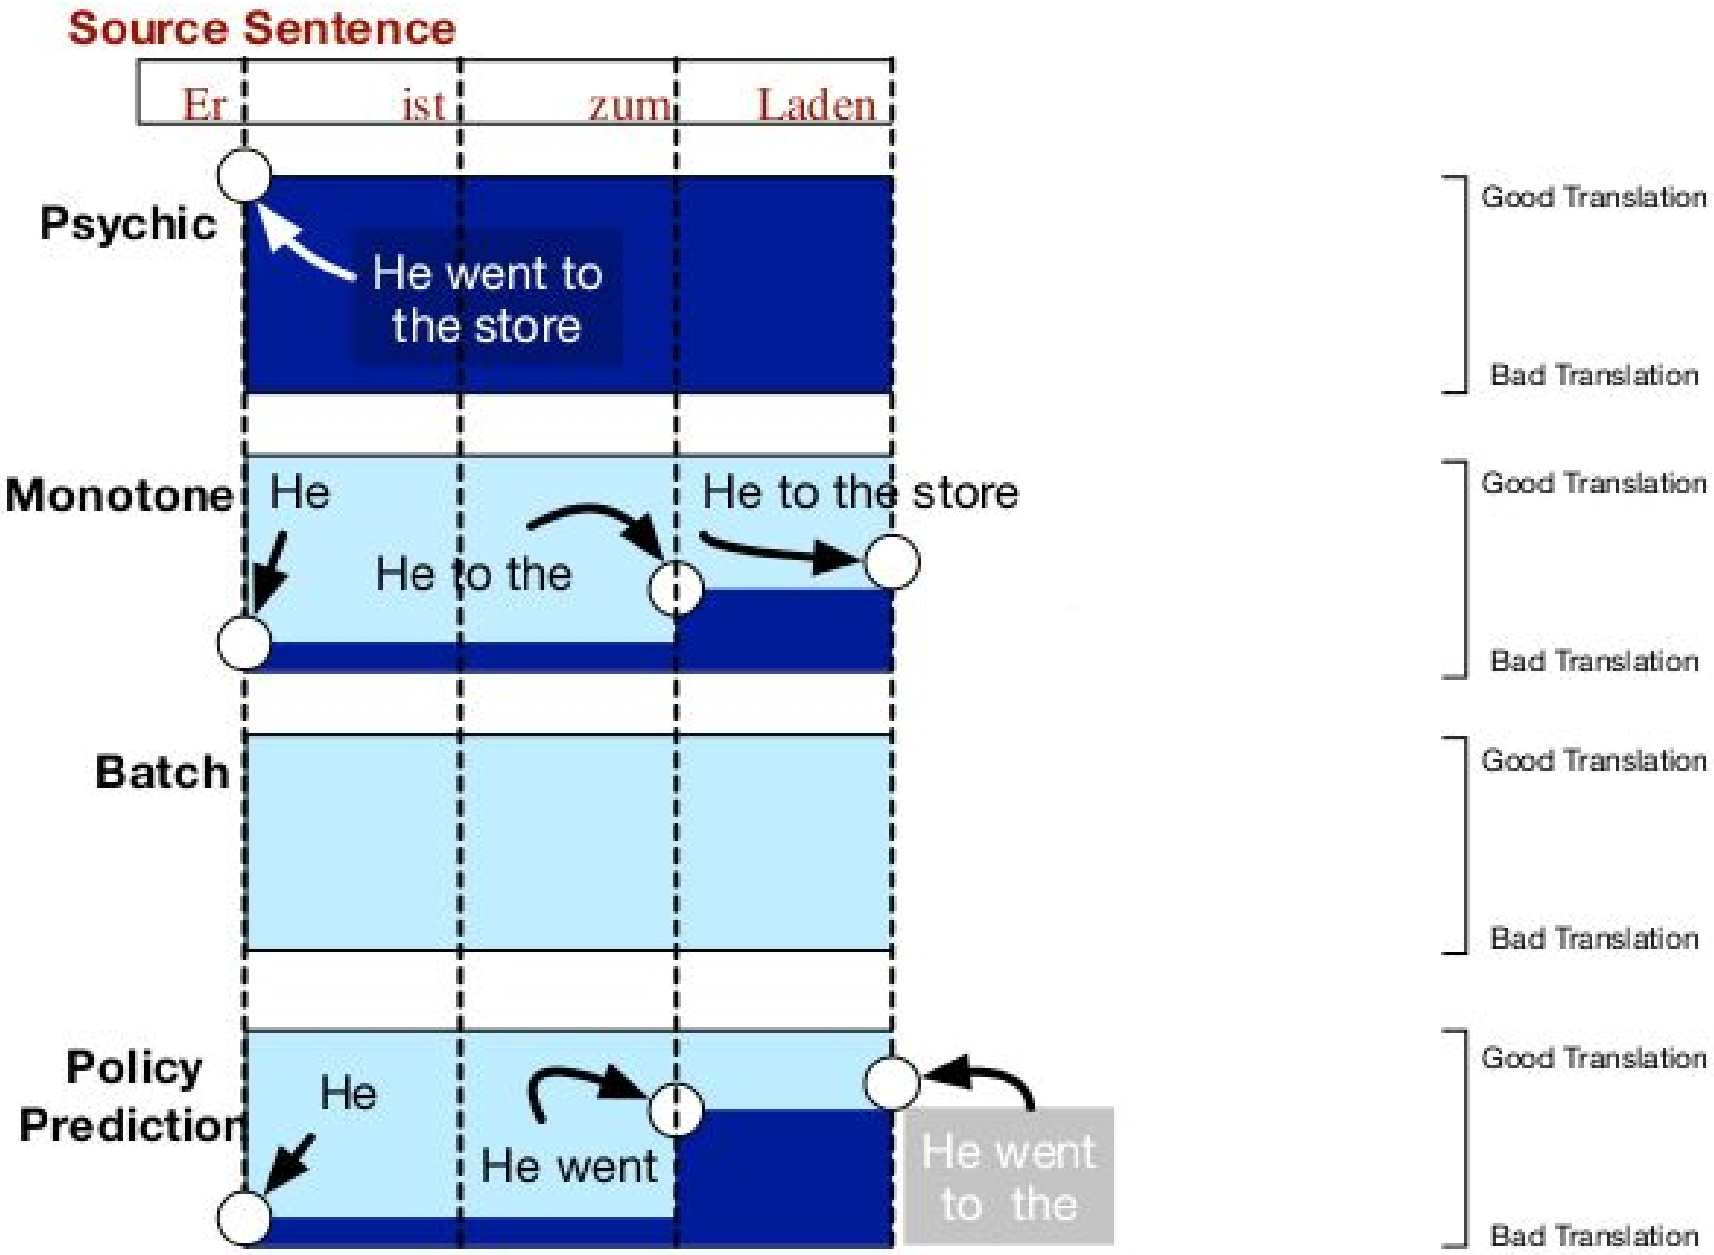 Source Sentence
Er ist zum Laden
Psychic
He went to
the store
Good Translation
Bad Translation
Monotone
He
He to the
He to the store
Good Translation
Bad Translation
Batch
Good Translation
Bad Translation
Policy
Prediction
He
He went
He went
to the
Good Translation
Bad Translation